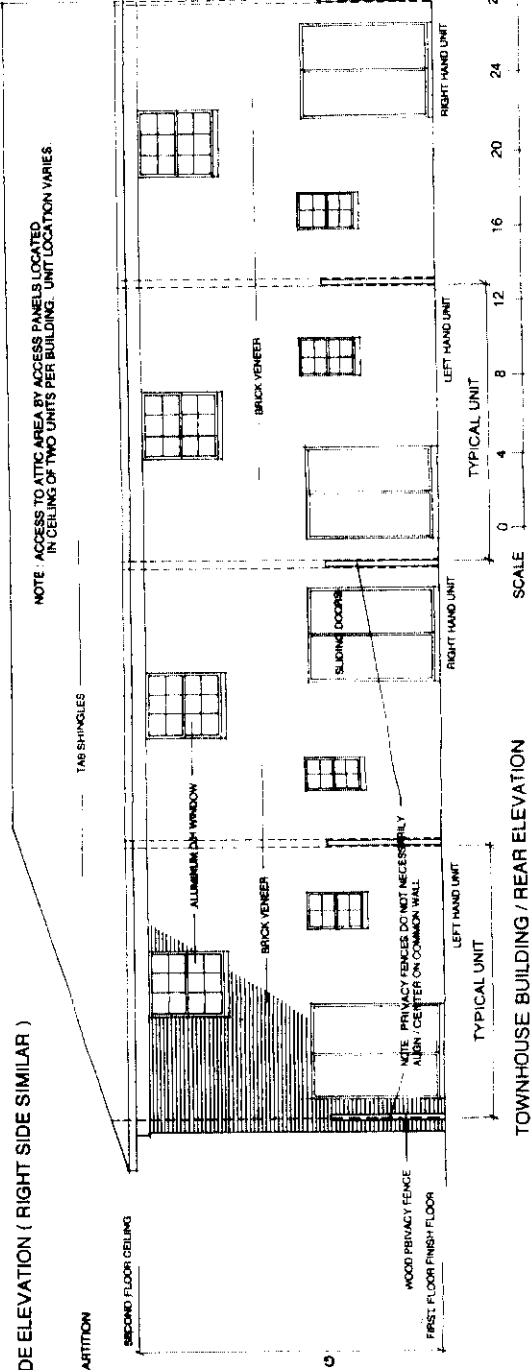 DE ELEVATION ( RIGHT SIDE SIMILAR )
ARTITION
NOTE : ACCESS TO ATTIC AREA BY ACCESS PANELS LOCATED
IN CEILING OF TWO UNITS PER BUILDING. UNIT LOCATION VARIES.
TAB SHINGLES
SECOND FLOOR CEILING
ALUMINUM D/H WINDOW
BRICK VENEER
BRICK VENEER
SLIDING DOORS
NOTE PRIVACY FENCES DO NOT NECESSARILY
ALIGN / CENTER ON COMMON WALL
WOOD PRIVACY FENCE
FIRST FLOOR FINISH FLOOR
LEFT HAND UNIT
RIGHT HAND UNIT
LEFT HAND UNIT
RIGHT HAND UNIT
TYPICAL UNIT
TYPICAL UNIT
TOWNHOUSE BUILDING / REAR ELEVATION
SCALE
0 4 8 12 16 20 24